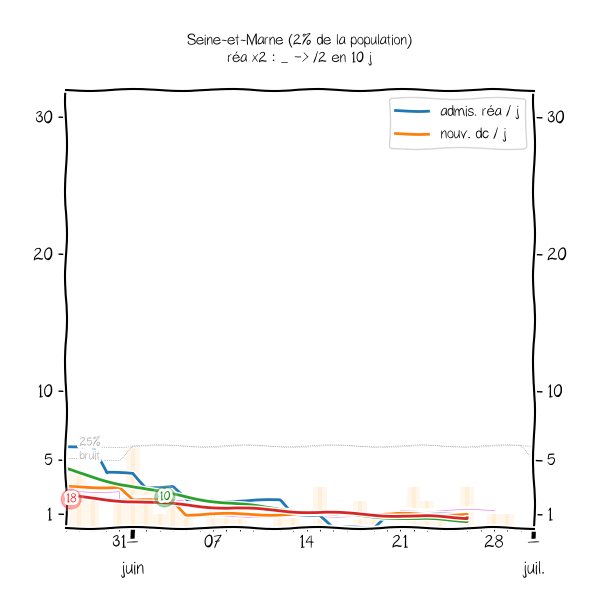 Seine-et-Marne (2% de la population)
réa x2 : _ -> /2 en 10 j
admis. réa / j
nouv. dc / j
30
30
20
20
10
10
25%
bruit
5
5
18
10
1
1
31
07
14
21
28
juin
juil.